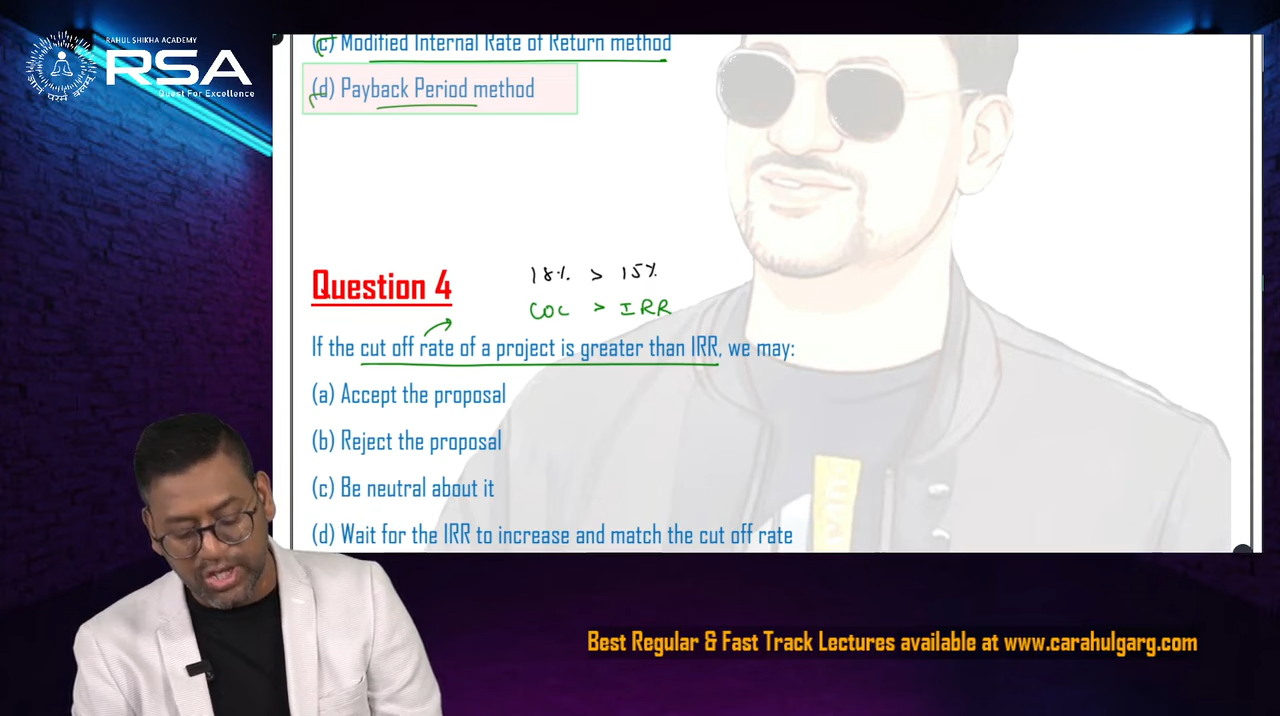 RAHUL SHIKHA ACADEMY
RSA
Quest For Excellence
(c) Modified Internal Rate of Return method
(d) Payback Period method
Question 4
18% > 15%
COC > IRR
If the cut off rate of a project is greater than IRR, we may:
(a) Accept the proposal
(b) Reject the proposal
(c) Be neutral about it
(d) Wait for the IRR to increase and match the cut off rate
Best Regular & Fast Track Lectures available at www.carahulgarg.com